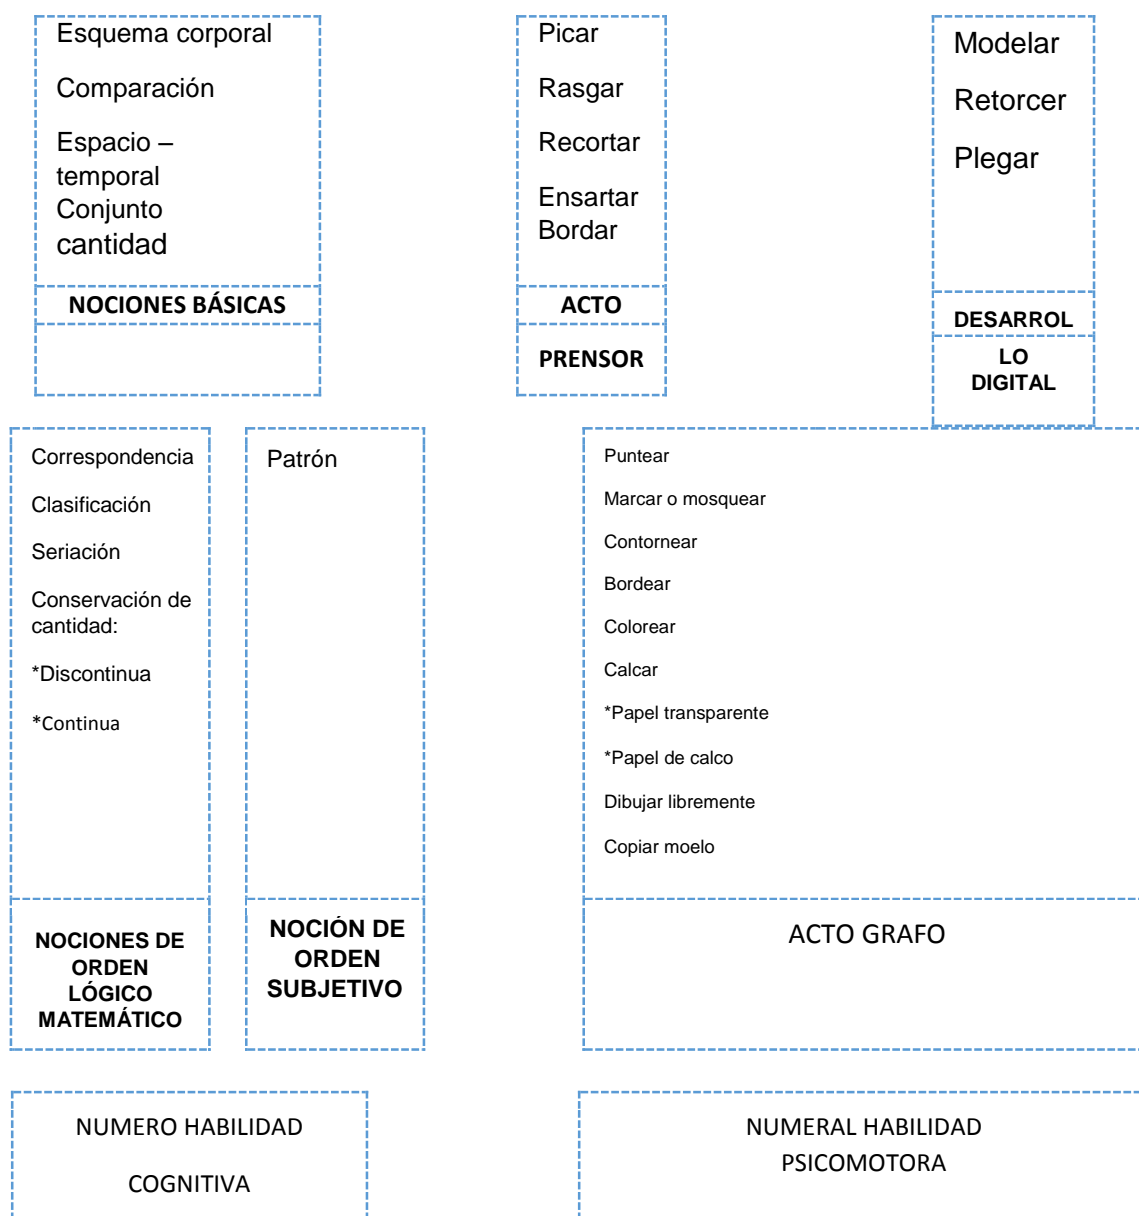 Esquema corporal
Comparación
Espacio –
temporal
Conjunto
cantidad
NOCIONES BÁSICAS
Picar
Rasgar
Recortar
Ensartar
Bordar
ACTO
PRENSOR
Modelar
Retorcer
Plegar
DESARROL
LO
DIGITAL
Correspondencia
Clasificación
Seriación
Conservación de
cantidad:
*Discontinua
*Continua
NOCIONES DE
ORDEN
LÓGICO
MATEMÁTICO
Patrón
NOCIÓN DE
ORDEN
SUBJETIVO
Puntear
Marcar o mosquear
Contornear
Bordear
Colorear
Calcar
*Papel transparente
*Papel de calco
Dibujar libremente
Copiar moelo
ACTO GRAFO
NUMERO HABILIDAD
COGNITIVA
NUMERAL HABILIDAD
PSICOMOTORA